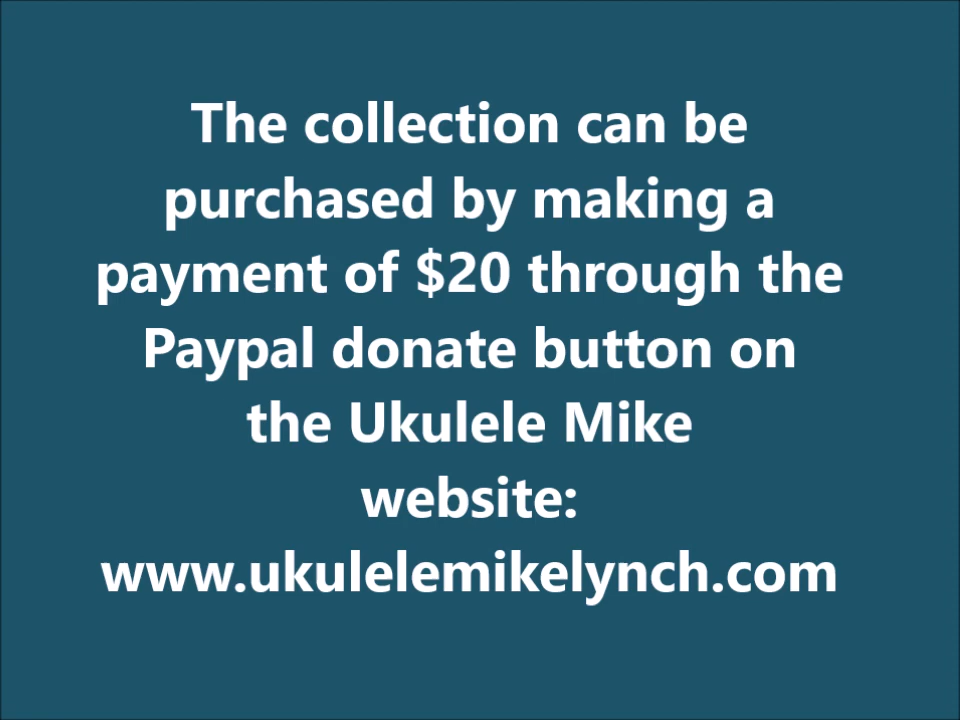 The collection can be
purchased by making a
payment of $20 through the
Paypal donate button on
the Ukulele Mike
website:
www.ukulelemikelynch.com